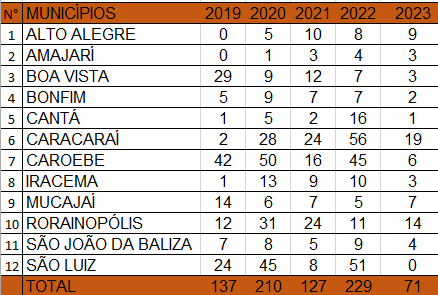 Nº MUNICÍPIOS 2019 2020 2021 2022 2023
1 ALTO ALEGRE 0 5 10 8 9
2 AMAJARÍ 0 1 3 4 3
3 BOA VISTA 29 9 12 7 3
4 BONFIM 5 9 7 7 2
5 CANTÁ 1 5 2 16 1
6 CARACARAÍ 2 28 24 56 19
7 CAROEBE 42 50 16 45 6
8 IRACEMA 1 13 9 10 3
9 MUCAJAÍ 14 6 7 5 7
10 RORAINOPÓLIS 12 31 24 11 14
11 SÃO JOÃO DA BALIZA 7 8 5 9 4
12 SÃO LUIZ 24 45 8 51 0
TOTAL 137 210 127 229 71